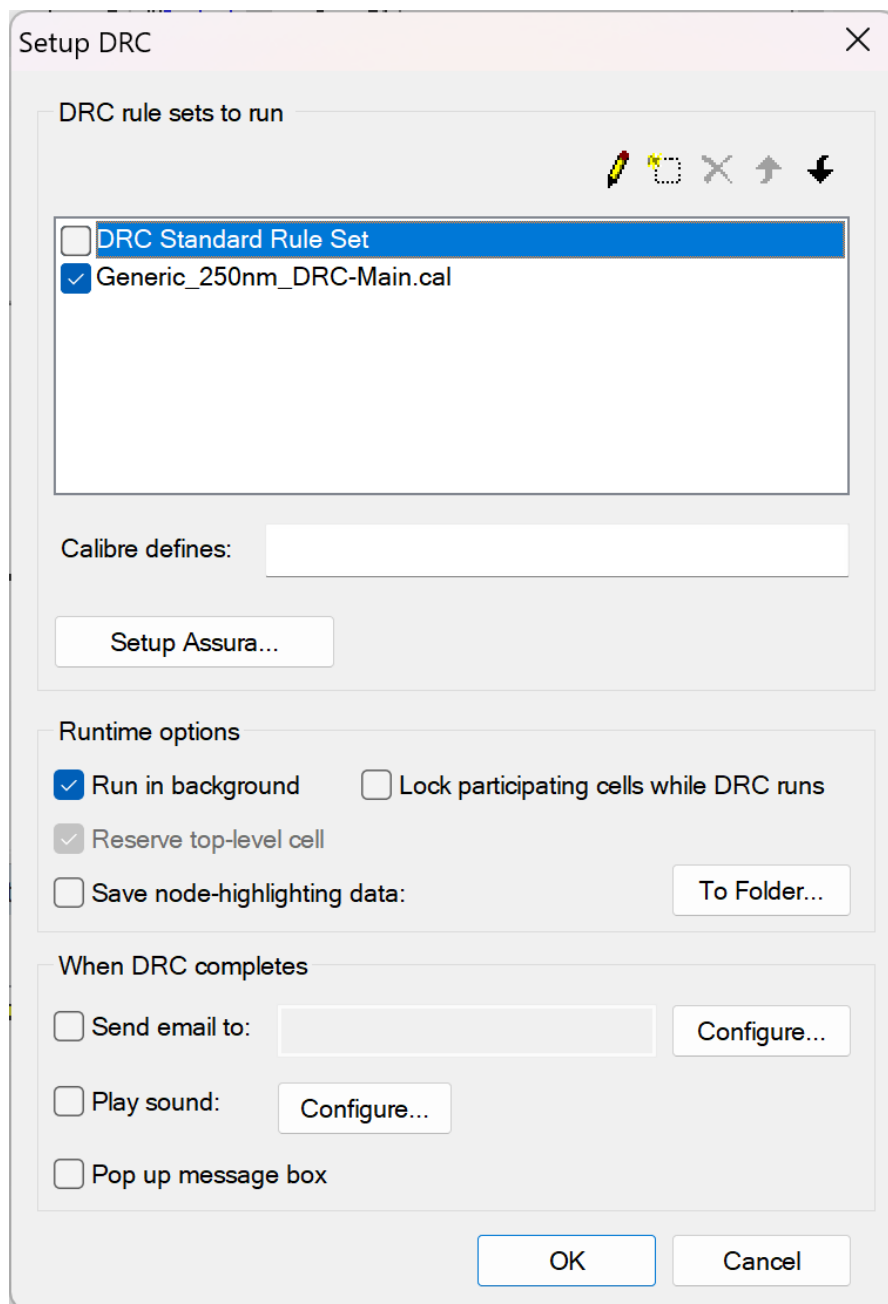 Setup DRC
DRC rule sets to run
DRC Standard Rule Set
Generic_250nm_DRC-Main.cal
Calibre defines:
Setup Assura...
Runtime options
Run in background
Lock participating cells while DRC runs
Reserve top-level cell
Save node-highlighting data:
To Folder...
When DRC completes
Send email to:
Configure...
Play sound:
Configure...
Pop up message box
OK
Cancel